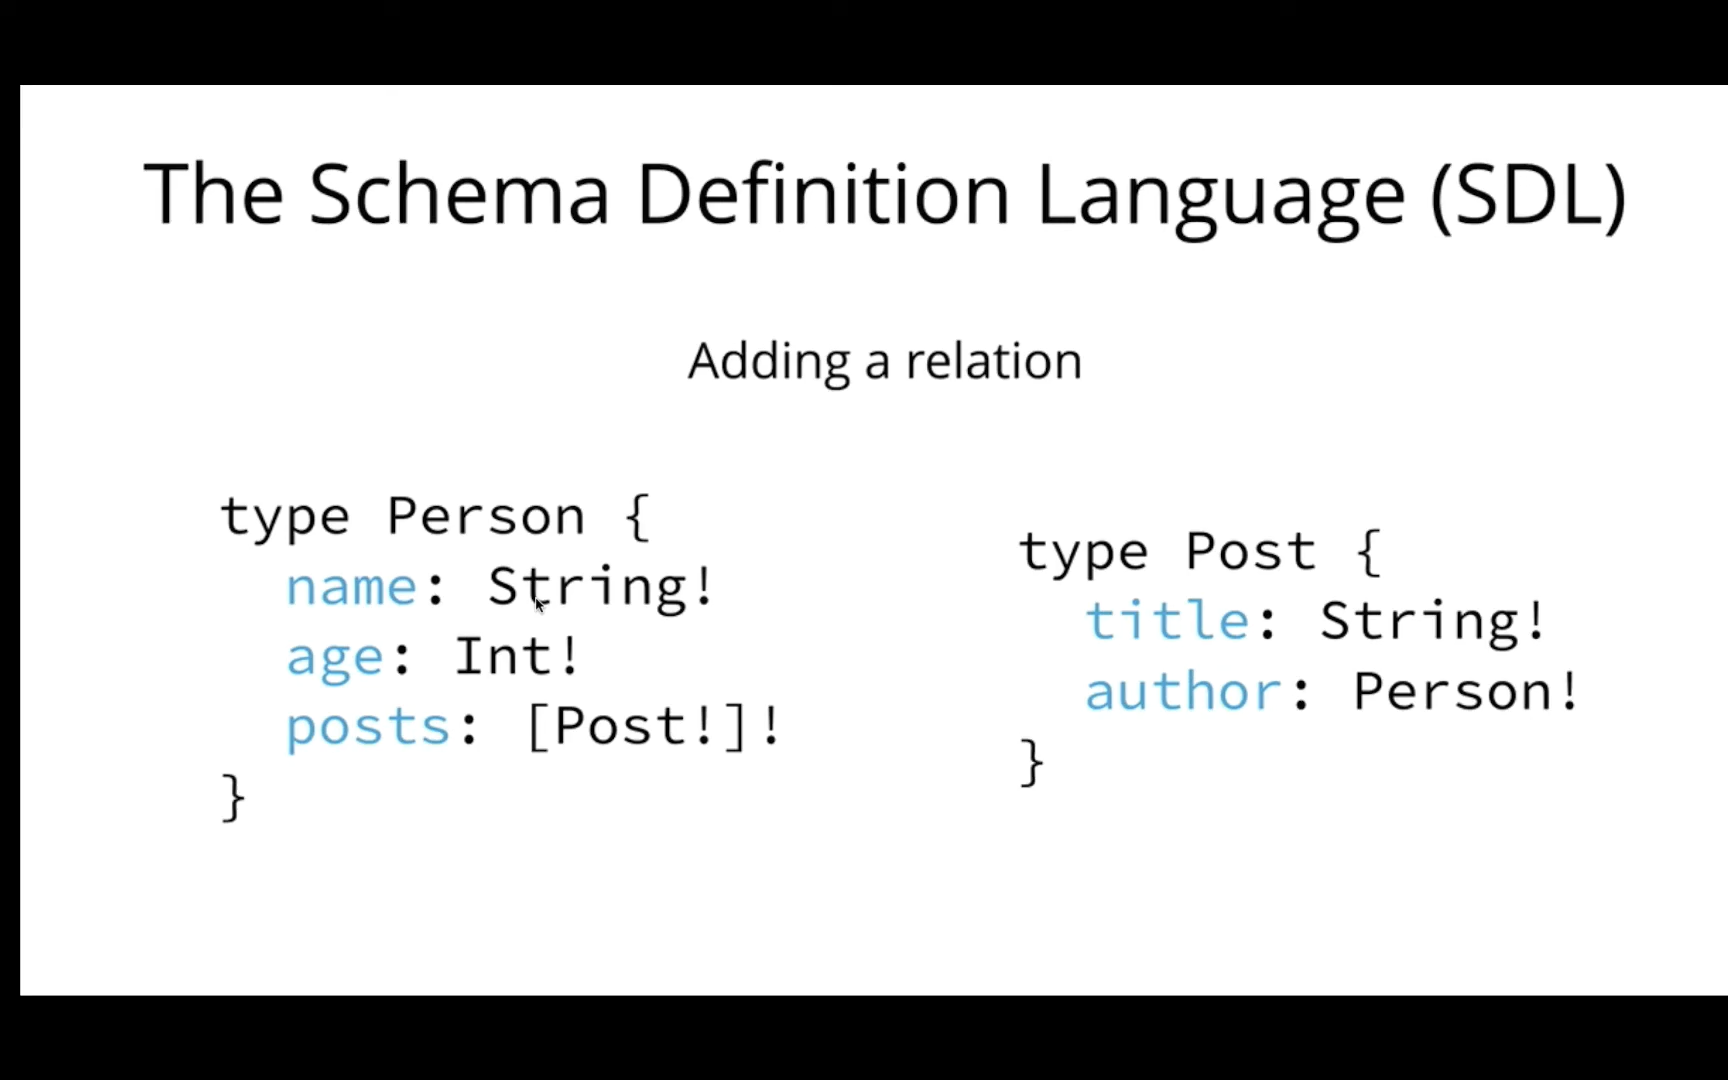 The Schema Definition Language (SDL)
Adding a relation
type Person {
  name: String!
  age: Int!
  posts: [Post!]!
}
type Post {
  title: String!
  author: Person!
}